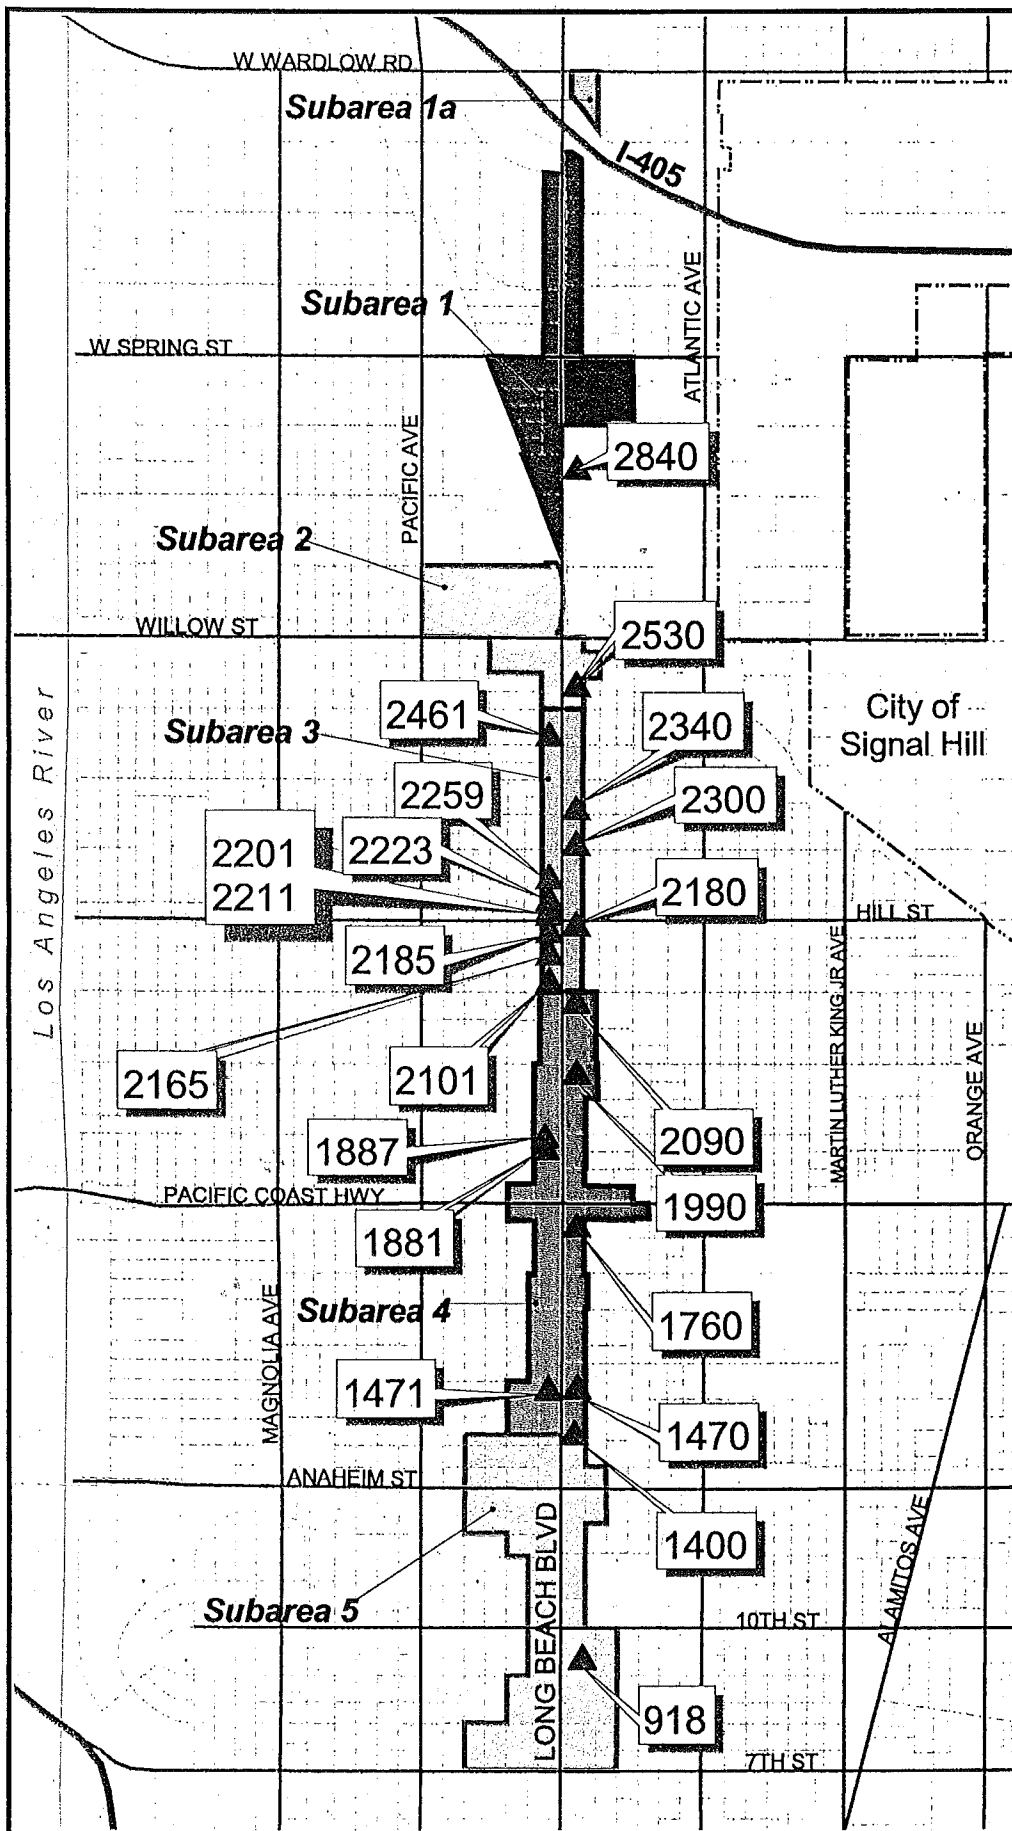 W WARDLOW RD.
Subarea 1a
I-405
Subarea 1
ATLANTIC AVE
W SPRING ST
PACIFIC AVE
2840
Subarea 2
WILLOW ST
2530
2461
2340
City of
Signal Hill
Subarea 3
Los Angeles River
2259
2300
2201
2211
2223
2180
HILL ST
2185
MARTIN LUTHER KING JR AVE
ORANGE AVE
2165
2101
2090
1887
PACIFIC COAST HWY
1990
1881
MAGNOLIA AVE
Subarea 4
1760
1471
1470
ANAHEIM ST
LONG BEACH BLVD
1400
ALAMITOS AVE
Subarea 5
10TH ST
918
7TH ST